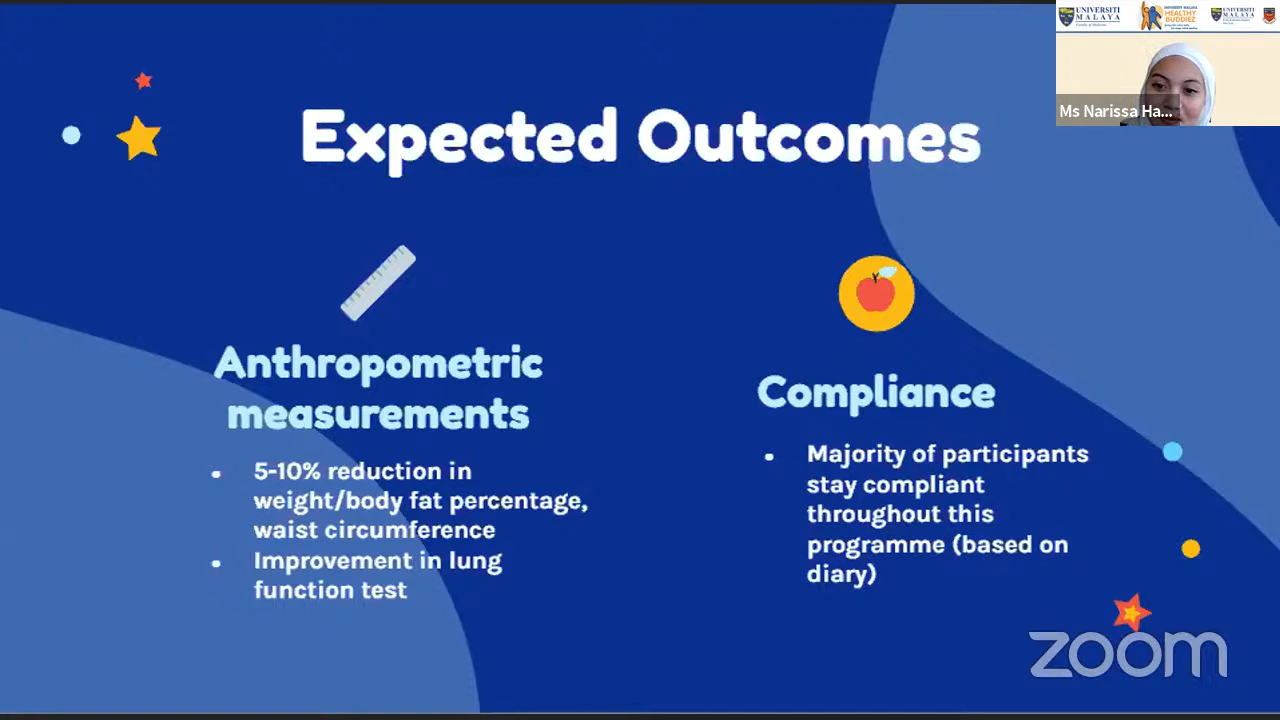 UNIVERSITI
MALAYA
UNIVERSITI MALAYA
HEALTHY
BUDDIEZ
UNIVERSITI
MALAYA
Ms Narissa Ha...
Expected Outcomes
Anthropometric
measurements
• 5-10% reduction in
weight/body fat percentage,
waist circumference
• Improvement in lung
function test
Compliance
• Majority of participants
stay compliant
throughout this
programme (based on
diary)
zoom